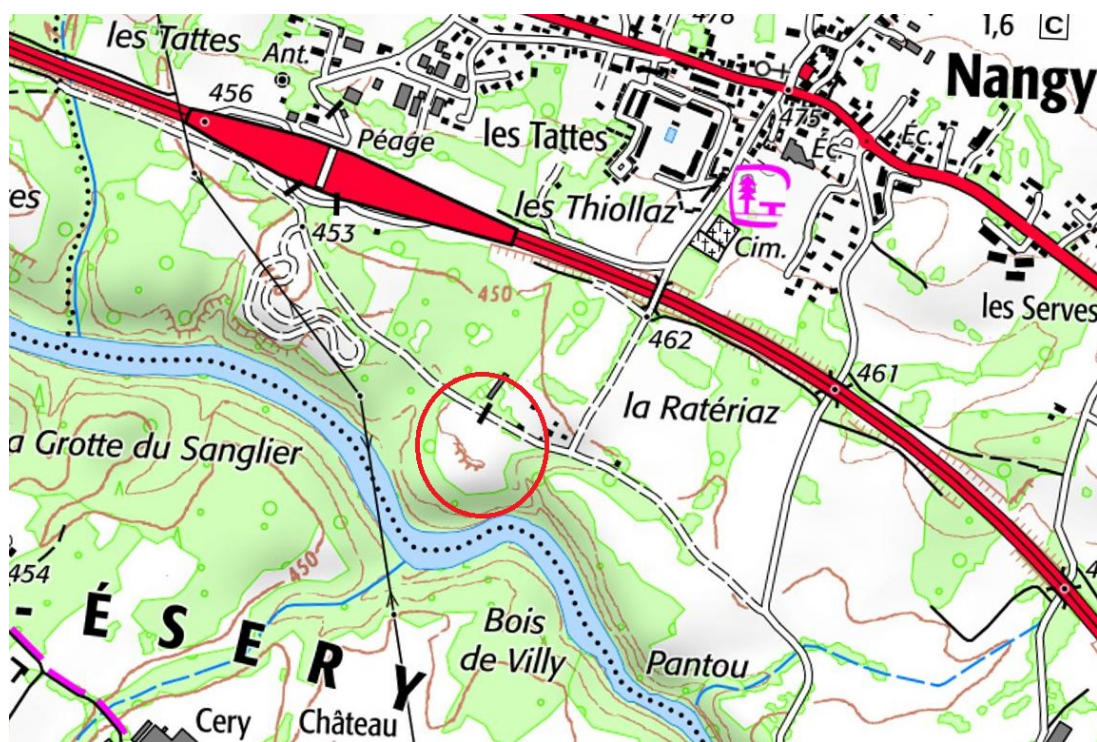 les Tattes
Ant.
456
Péage
les Tattes
475
1,6 C
Nangy
Éc.
Éc.
les Thiollaz
Cim.
453
450
462
461
les Serves
la Ratériaz
a Grotte du Sanglier
450
454
- ÉSERY
Bois
de Villy
Pantou
Cery
Château